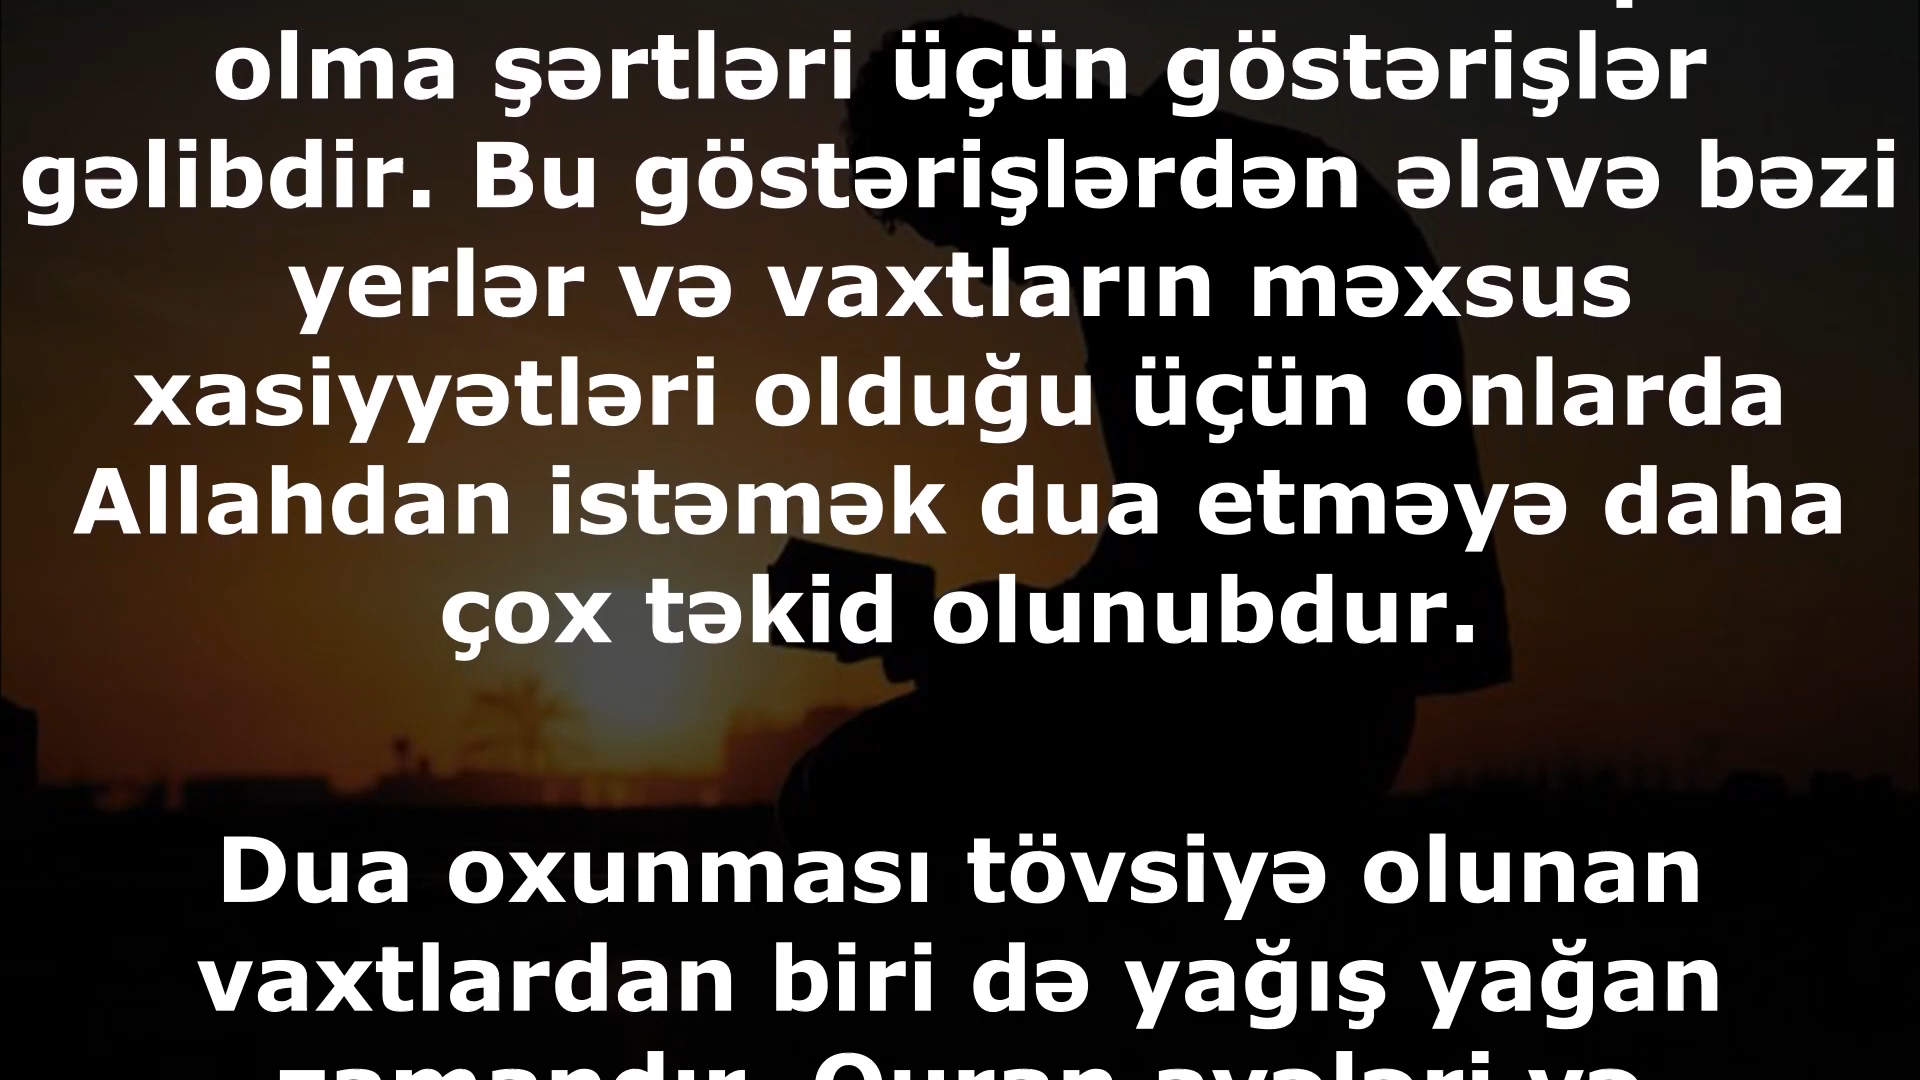 olma şərtləri üçün göstərişlər
gəlibdir. Bu göstərişlərdən əlavə bəzi
yerlər və vaxtların məxsus
xasiyyətləri olduğu üçün onlarda
Allahdan istəmək dua etməyə daha
çox təkid olunubdur.
Dua oxunması tövsiyə olunan
vaxtlardan biri də yağış yağan
zamandır. Quran ayələri və